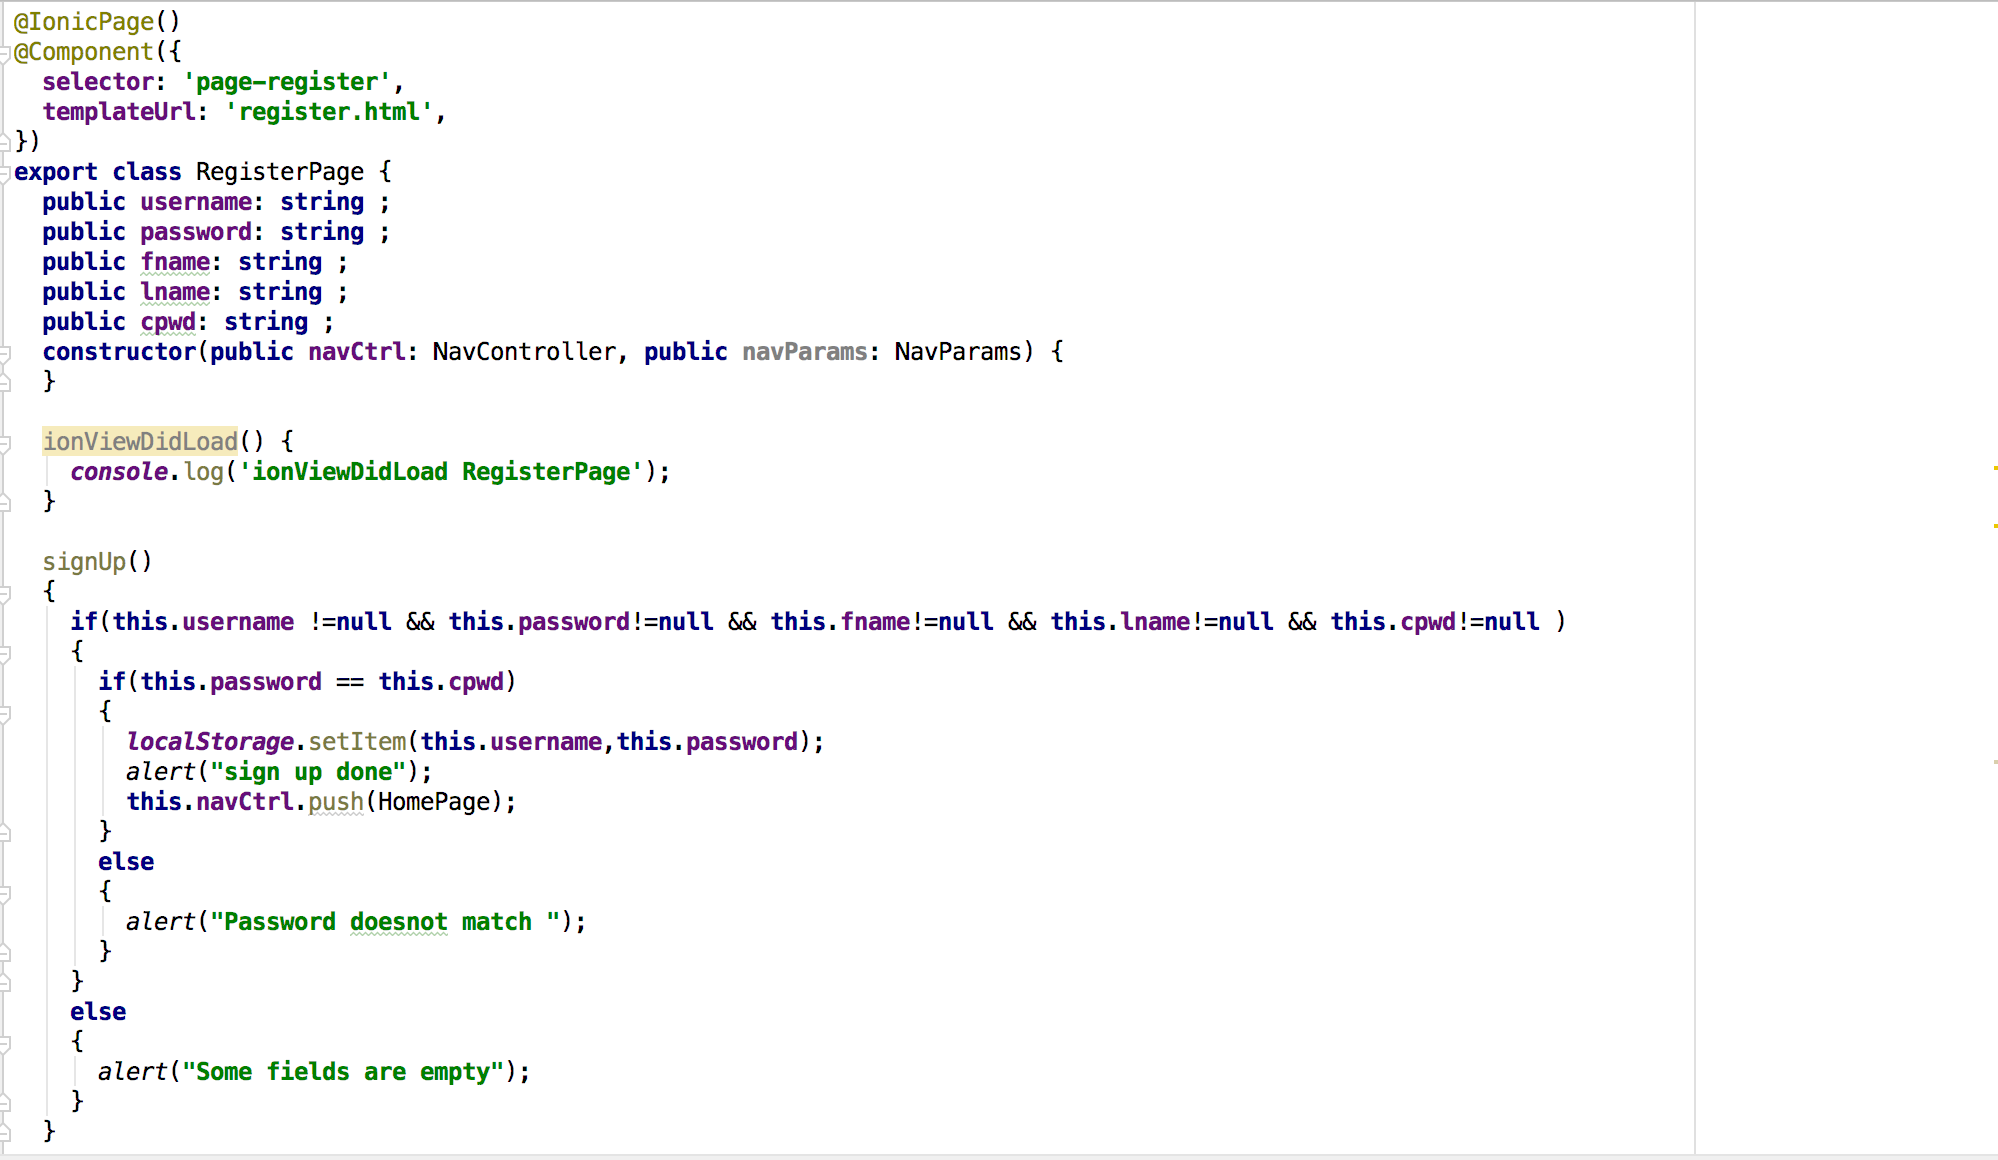 @IonicPage()
@Component({
  selector: 'page-register',
  templateUrl: 'register.html',
})
export class RegisterPage {
  public username: string ;
  public password: string ;
  public fname: string ;
  public lname: string ;
  public cpwd: string ;
  constructor(public navCtrl: NavController, public navParams: NavParams) {
  }

  ionViewDidLoad() {
    console.log('ionViewDidLoad RegisterPage');
  }

  signUp()
  {
    if(this.username !=null && this.password!=null && this.fname!=null && this.lname!=null && this.cpwd!=null )
    {
      if(this.password == this.cpwd)
      {
        localStorage.setItem(this.username,this.password);
        alert("sign up done");
        this.navCtrl.push(HomePage);
      }
      else
      {
        alert("Password doesnot match ");
      }
    }
    else
    {
      alert("Some fields are empty");
    }
  }